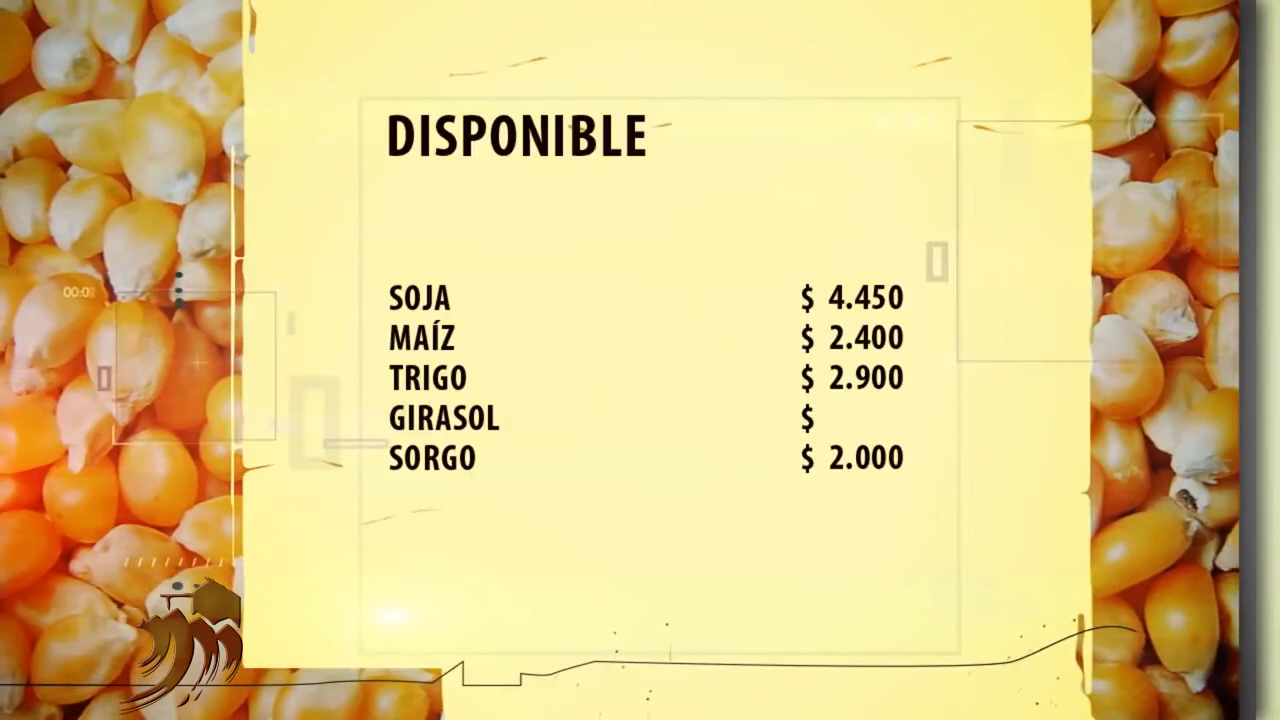 DISPONIBLE
SOJA $ 4.450
MAÍZ $ 2.400
TRIGO $ 2.900
GIRASOL $
SORGO $ 2.000